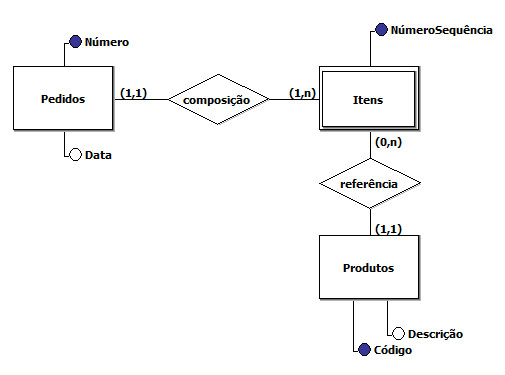 Número
NúmeroSequência
Pedidos
(1,1)
composição
(1,n)
Itens
Data
(0,n)
referência
(1,1)
Produtos
Descrição
Código